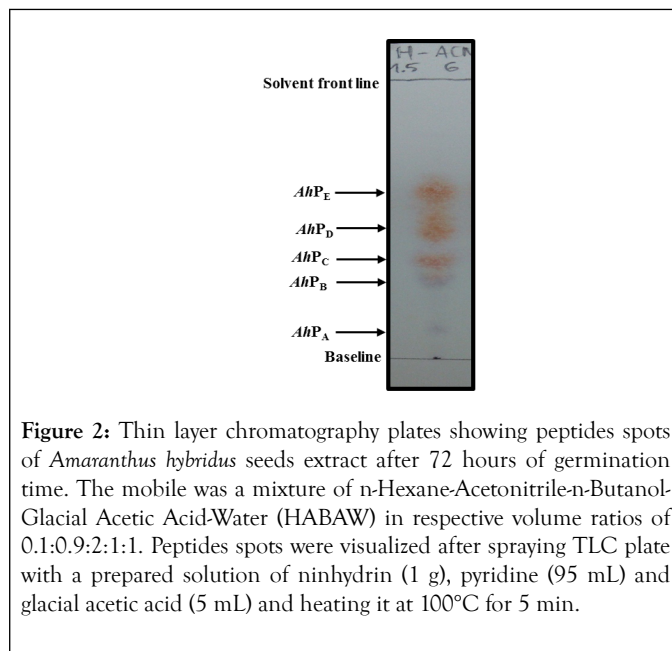 H - ACN
1.5 6
Solvent front line
AhPE
AhPD
AhPC
AhPB
AhPA
Baseline
Figure 2: Thin layer chromatography plates showing peptides spots
of Amaranthus hybridus seeds extract after 72 hours of germination
time. The mobile was a mixture of n-Hexane-Acetonitrile-n-Butanol-
Glacial Acetic Acid-Water (HABAW) in respective volume ratios of
0.1:0.9:2:1:1. Peptides spots were visualized after spraying TLC plate
with a prepared solution of ninhydrin (1 g), pyridine (95 mL) and
glacial acetic acid (5 mL) and heating it at 100°C for 5 min.